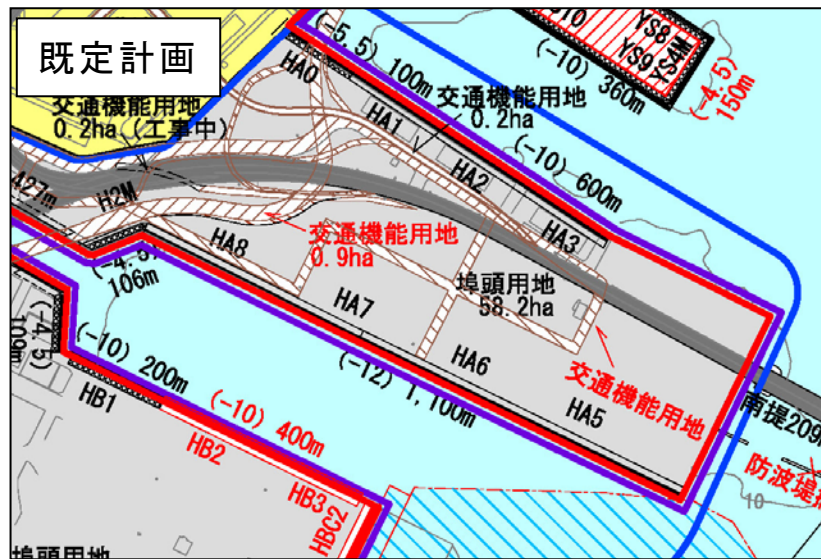 既定計画
交通機能用地
0.2ha (工事中)
427m
H2M
HA0
(-5.5) 100m
HA1
交通機能用地
0.2ha
HA2
(-10) 600m
HA3
(-10) 360m
YS8
YS9
(-4.5)
150m
交通機能用地
0.9ha
埠頭用地
58.2ha
HA8
HA7
HA6
HA5
(-4.5)
106m
(-12) 1,100m
交通機能用地
南堤209m
防波堤
10
(-4.5)
109m
(-10) 200m
HB1
(-10) 400m
HB2
HB3
HBC2
埠頭用地